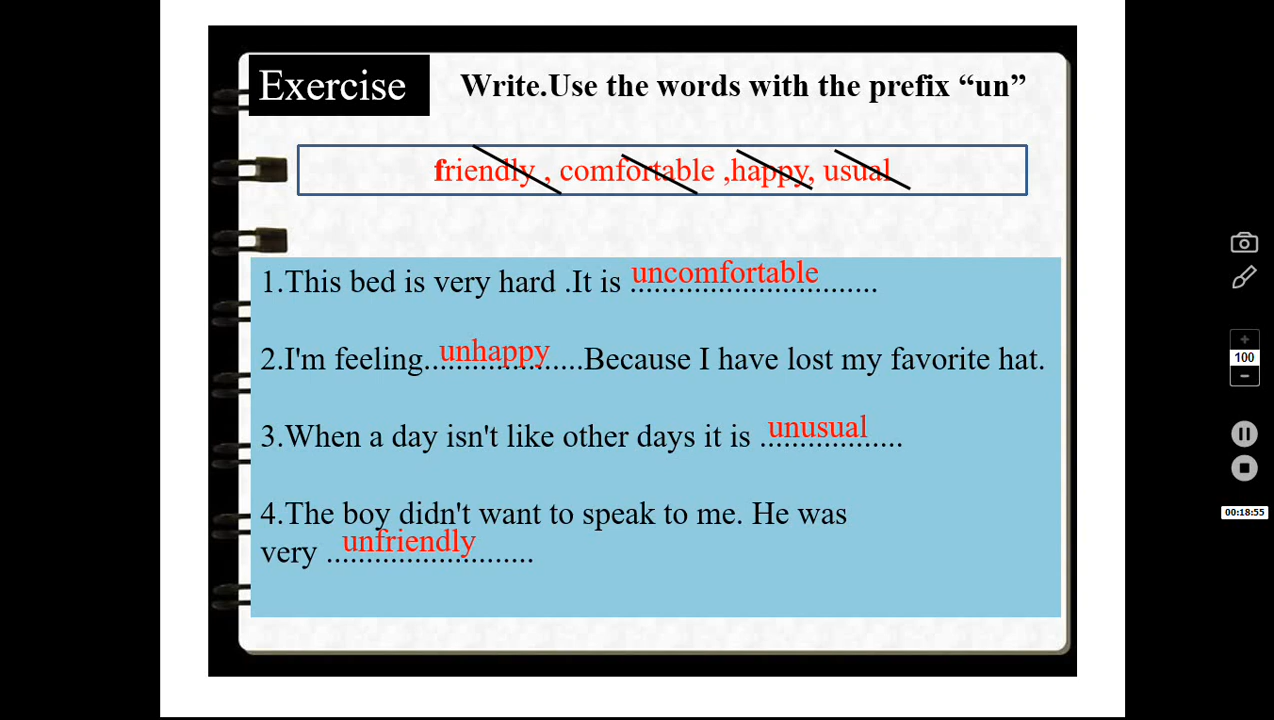 Exercise
Write.Use the words with the prefix “un”
friendly , comfortable ,happy, usual
1.This bed is very hard .It is uncomfortable
2.I'm feeling unhappy Because I have lost my favorite hat.
3.When a day isn't like other days it is unusual
4.The boy didn't want to speak to me. He was
very unfriendly
100
00:18:55